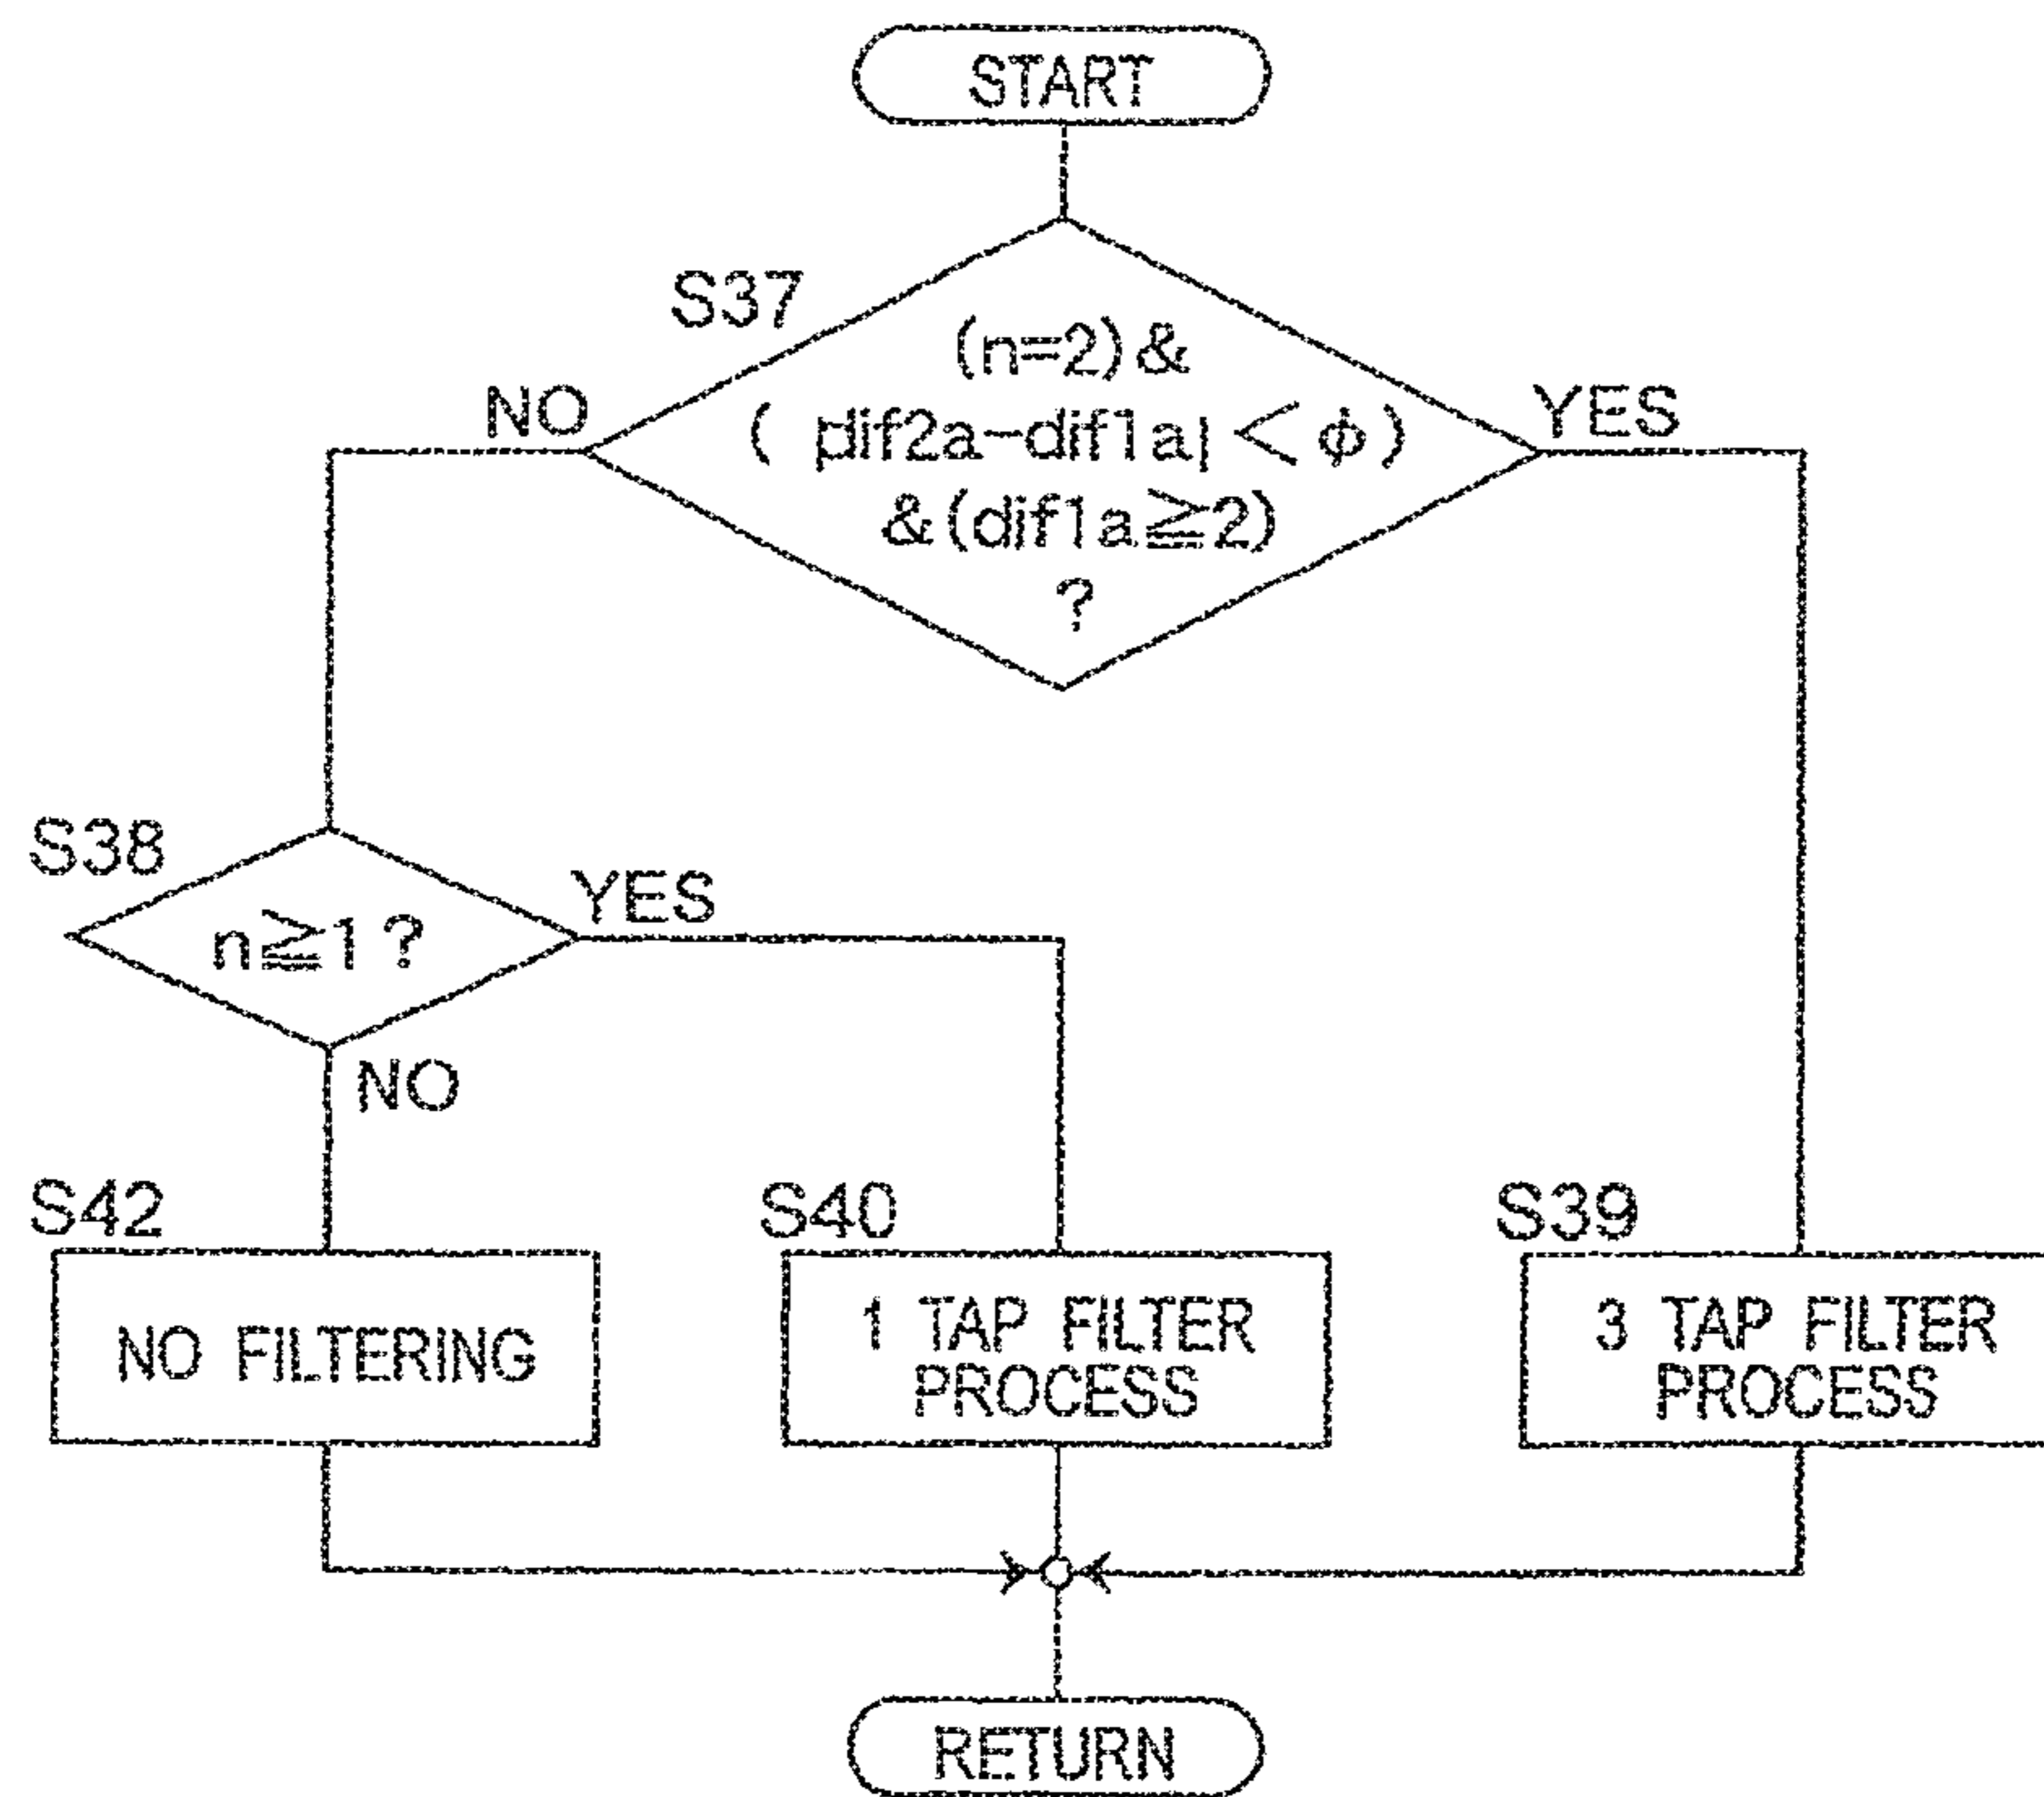 START
S37
(n=2)&
( |dif2a-dif1a| < φ )
&(dif1a≧2)
?
NO
YES
S38
n≧1?
YES
NO
S42
NO FILTERING
S40
1 TAP FILTER
PROCESS
S39
3 TAP FILTER
PROCESS
RETURN